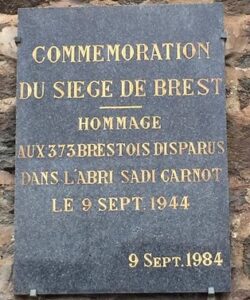 COMMEMORATION
DU SIEGE DE BREST
HOMMAGE
AUX 373 BRESTOIS DISPARUS
DANS L'ABRI SADI CARNOT
LE 9 SEPT. 1944
9 SEPT. 1984